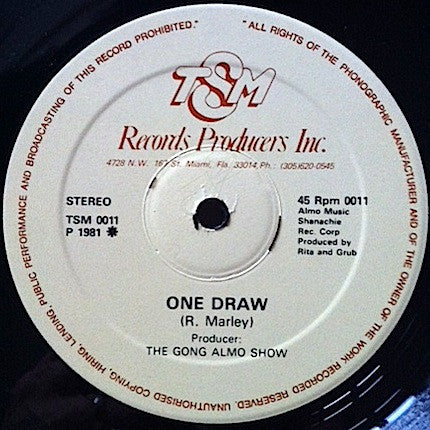 "ALL RIGHTS OF THE PHONOGRAPHIC MANUFACTURER AND OF THE OWNER OF THE WORK RECORDED RESERVED. UNAUTHORISED COPYING, HIRING, LENDING, PUBLIC PERFORMANCE AND BROADCASTING OF THIS RECORD PROHIBITED."
TSM
Records Producers Inc.
4728 N.W. 167 St. Miami, Fla. 33014, Ph.: (305)620-0545
STEREO
TSM 0011
P 1981 *
45 Rpm 0011
Almo Music
Shanachie
Rec. Corp
Produced by
Rita and Grub
ONE DRAW
(R. Marley)
Producer:
THE GONG ALMO SHOW